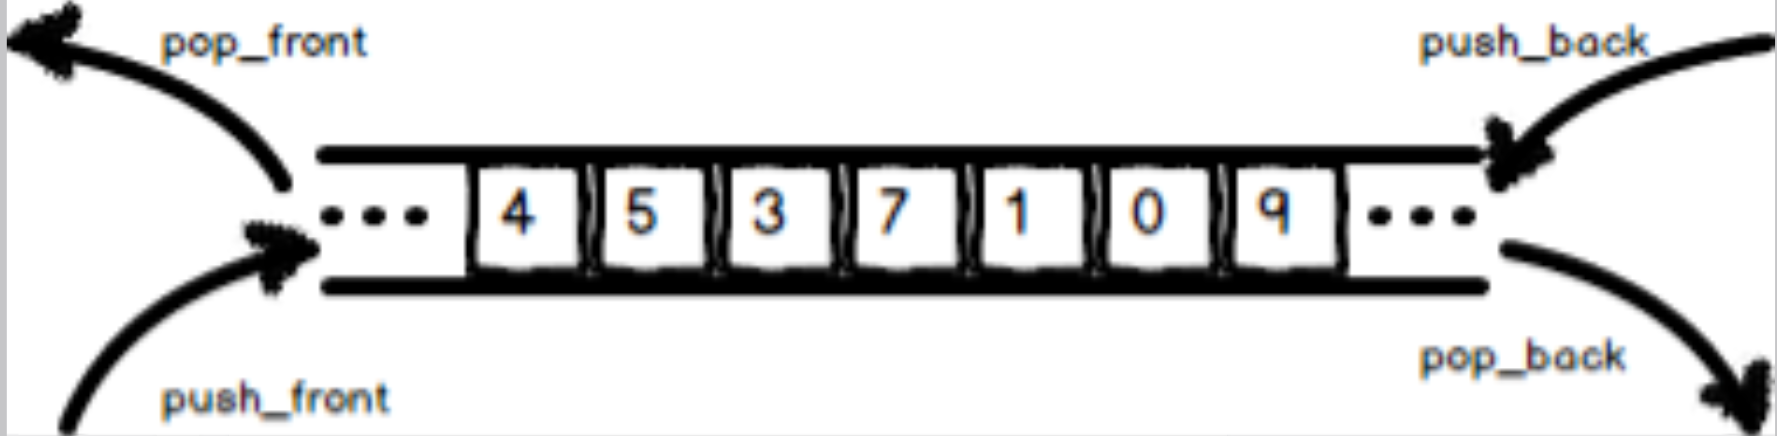 pop_front
push_back
4 5 3 7 1 0 9
pop_back
push_front